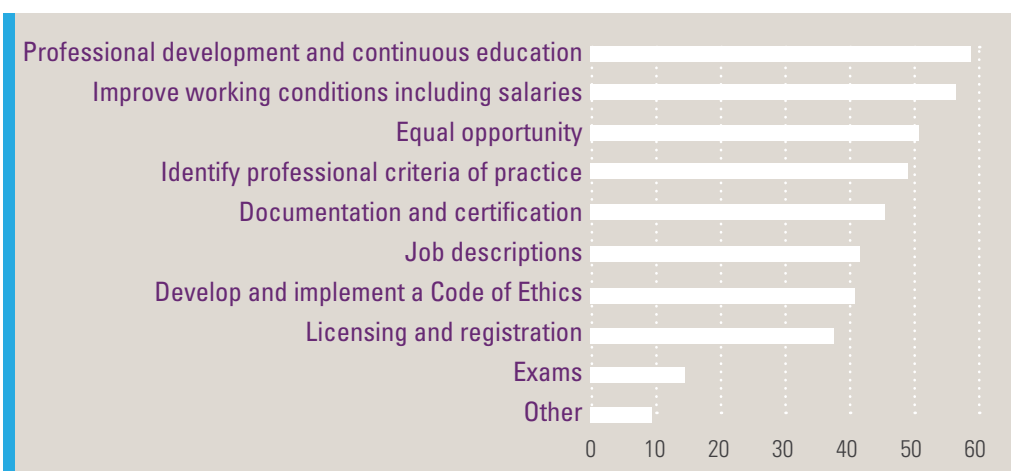 Professional development and continuous education
Improve working conditions including salaries
Equal opportunity
Identify professional criteria of practice
Documentation and certification
Job descriptions
Develop and implement a Code of Ethics
Licensing and registration
Exams
Other
0 10 20 30 40 50 60